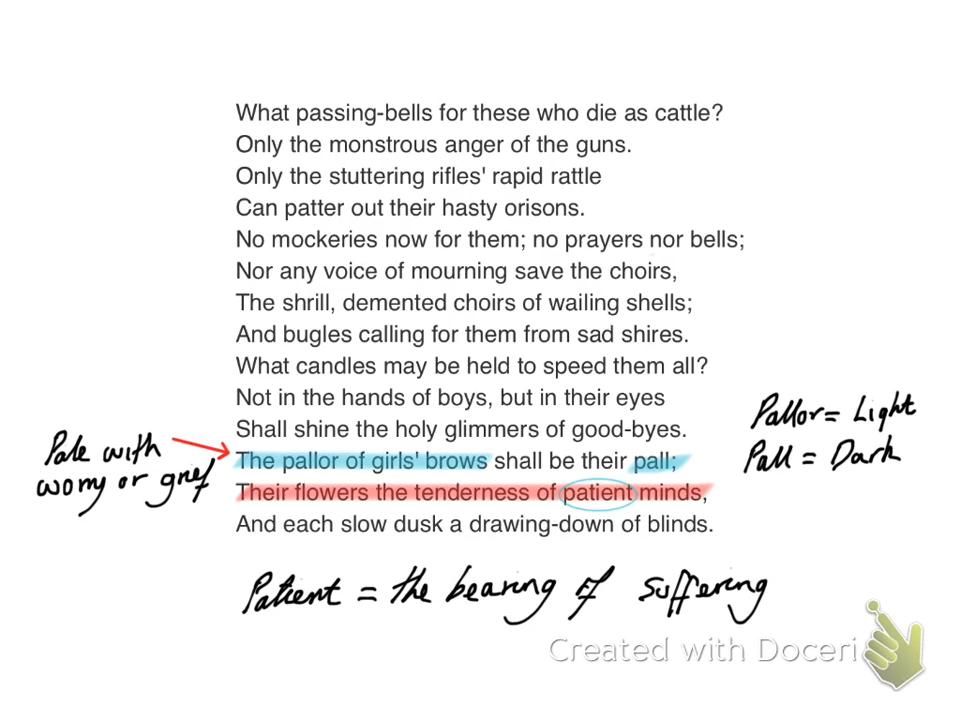 What passing-bells for these who die as cattle?
Only the monstrous anger of the guns.
Only the stuttering rifles' rapid rattle
Can patter out their hasty orisons.
No mockeries now for them; no prayers nor bells;
Nor any voice of mourning save the choirs,
The shrill, demented choirs of wailing shells;
And bugles calling for them from sad shires.
What candles may be held to speed them all?
Not in the hands of boys, but in their eyes
Shall shine the holy glimmers of good-byes.
The pallor of girls' brows shall be their pall;
Their flowers the tenderness of patient minds,
And each slow dusk a drawing-down of blinds.
Pale with
worry or grief
Pallor = Light
Pall = Dark
Patient = the bearing of suffering
Created with Doceri